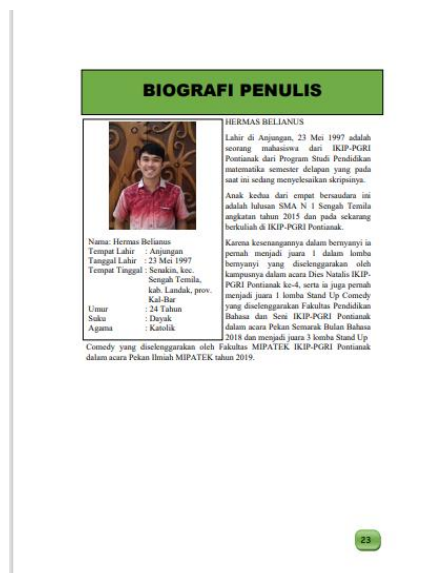 BIOGRAFI PENULIS
HERMAS BELIANUS
Lahir di Anjungan, 23 Mei 1997 adalah
seorang mahasiswa dari IKIP-PGRI
Pontianak dari Program Studi Pendidikan
matematika semester delapan yang pada
saat ini sedang menyelesaikan skripsinya.
Anak kedua dari empat bersaudara ini
adalah lulusan SMA N 1 Sengah Temila
angkatan tahun 2015 dan pada sekarang
berkuliah di IKIP-PGRI Pontianak.
Nama: Hermas Belianus
Tempat Lahir : Anjungan
Tanggal Lahir : 23 Mei 1997
Tempat Tinggal : Senakin, kec.
Sengah Temila,
kab. Landak, prov.
Kal-Bar
Umur : 24 Tahun
Suku : Dayak
Agama : Katolik
Karena kesenangannya dalam bernyanyi ia
pernah menjadi juara 1 dalam lomba
bernyanyi yang diselenggarakan oleh
kampusnya dalam acara Dies Natalis IKIP-
PGRI Pontianak ke-4, serta ia juga pernah
menjadi juara 1 lomba Stand Up Comedy
yang diselenggarakan Fakultas Pendidikan
Bahasa dan Seni IKIP-PGRI Pontianak
dalam acara Pekan Semarak Bulan Bahasa
2018 dan menjadi juara 3 lomba Stand Up
Comedy yang diselenggarakan oleh Fakultas MIPATEK IKIP-PGRI Pontianak
dalam acara Pekan Ilmiah MIPATEK tahun 2019.
23